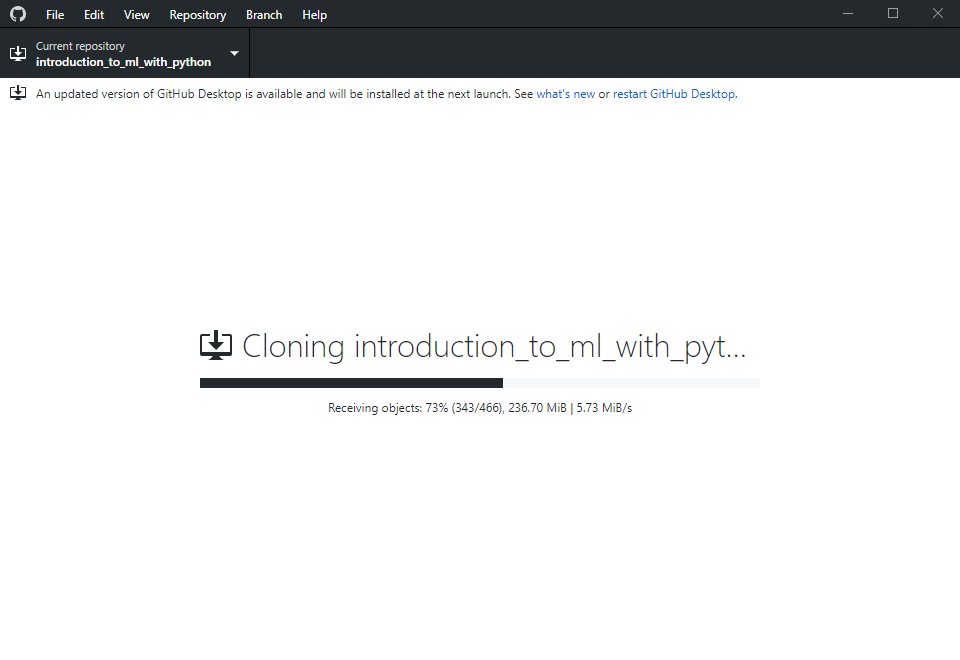 File Edit View Repository Branch Help
Current repository
introduction_to_ml_with_python
An updated version of GitHub Desktop is available and will be installed at the next launch. See what's new or restart GitHub Desktop.
Cloning introduction_to_ml_with_pyt...
Receiving objects: 73% (343/466), 236.70 MiB | 5.73 MiB/s